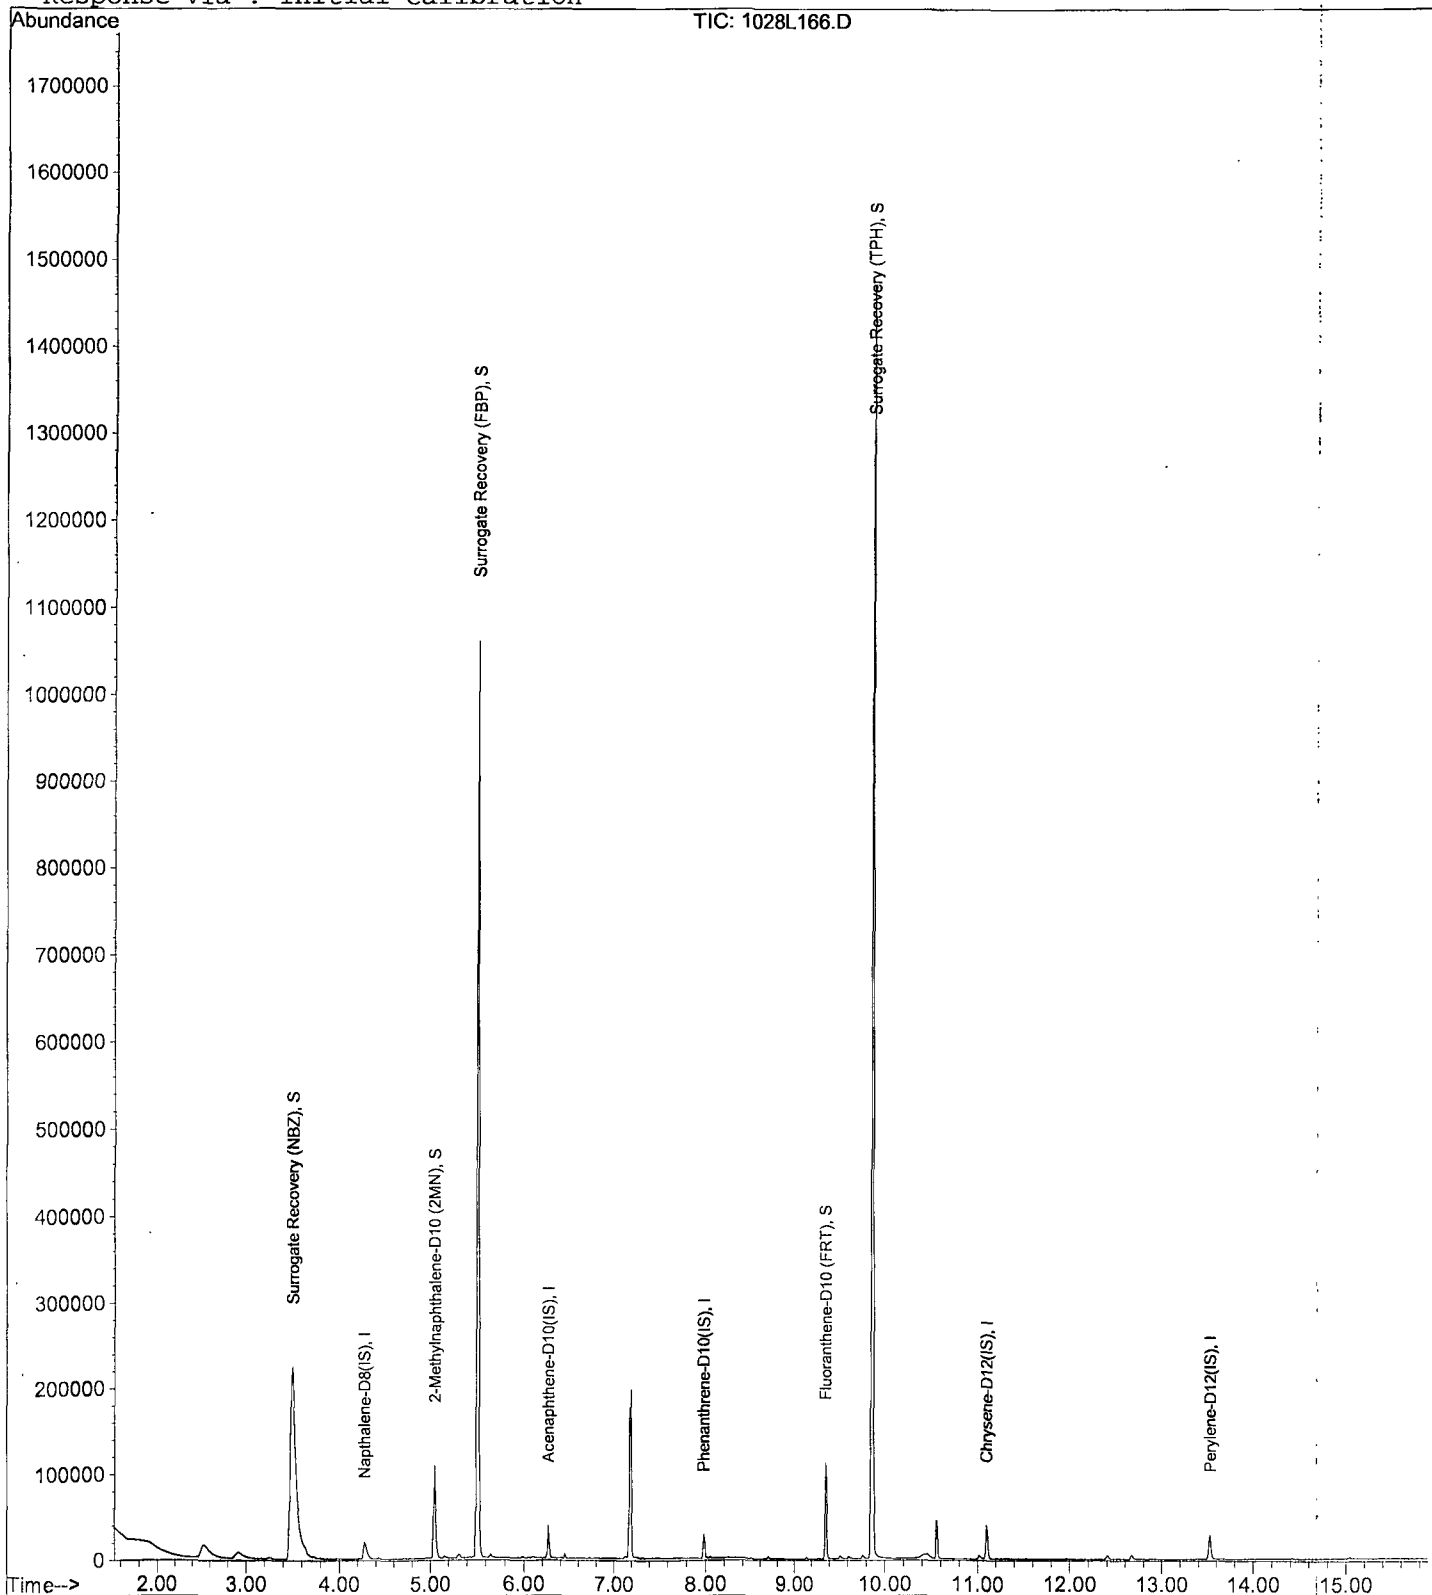 Response via : Initial Calibration
Abundance
TIC: 1028L166.D
1700000
1600000
1500000
1400000
1300000
1200000
1100000
1000000
900000
800000
700000
600000
500000
400000
300000
200000
100000
0
Surrogate Recovery (NBZ), S
Napthalene-D8(IS), I
2-Methylnaphthalene-D10 (2MN), S
Surrogate Recovery (FBP), S
Acenaphthene-D10(IS), I
Phenanthrene-D10(IS), I
Fluoranthene-D10 (FRT), S
Surrogate Recovery (TPH), S
Chrysene-D12(IS), I
Perylene-D12(IS), I
Time--> 2.00 3.00 4.00 5.00 6.00 7.00 8.00 9.00 10.00 11.00 12.00 13.00 14.00 15.00